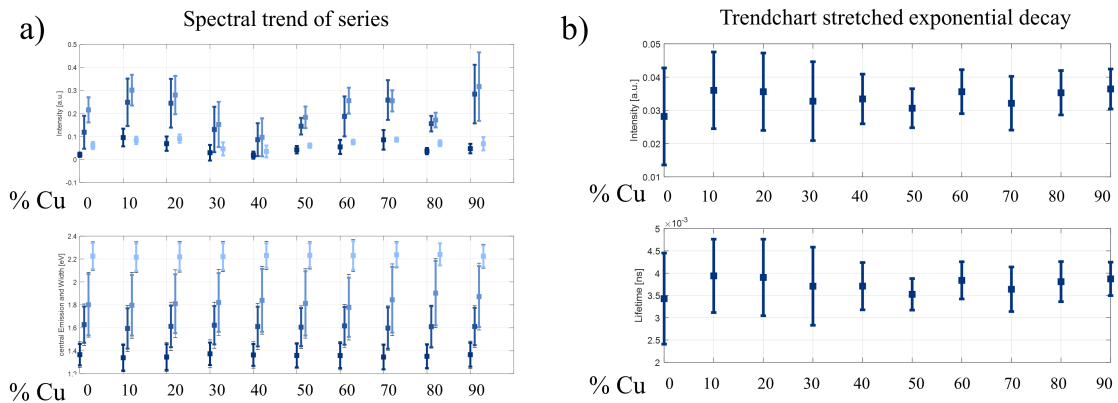 a)
Spectral trend of series
0.5
0.4
0.3
0.2
0.1
0
-0.1
Intensity [a.u.]
% Cu
0 10 20 30 40 50 60 70 80 90
2.4
2.2
2
1.8
1.6
1.4
1.2
central Emission and Width [eV]
% Cu
0 10 20 30 40 50 60 70 80 90
b)
Trendchart stretched exponential decay
0.05
0.04
0.03
0.02
0.01
Intensity [a.u.]
% Cu
0 10 20 30 40 50 60 70 80 90
×10⁻³
5
4.5
4
3.5
3
2.5
2
Lifetime [ns]
% Cu
0 10 20 30 40 50 60 70 80 90